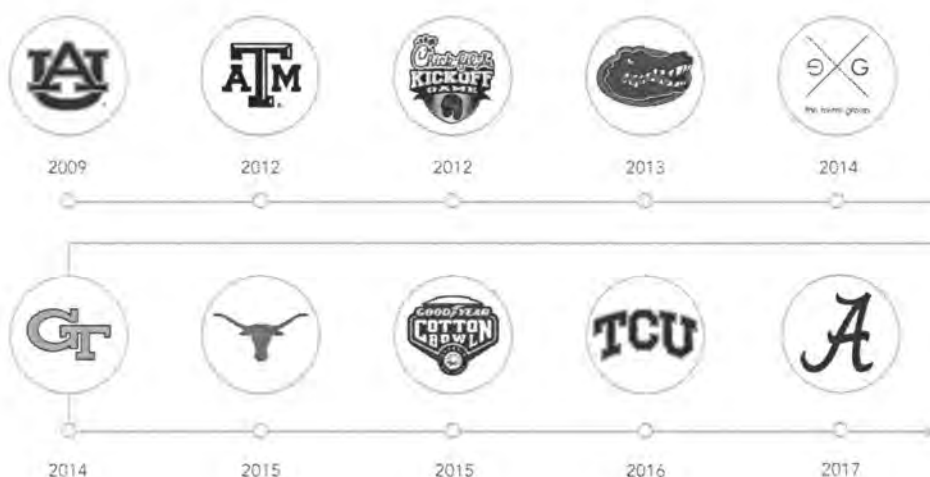 AU
ATM
Chick-fil-A
KICKOFF
GAME
G X G
2009
2012
2012
2013
2014
GT
GOODYEAR
COTTON
BOWL
TCU
A
2014
2015
2015
2016
2017